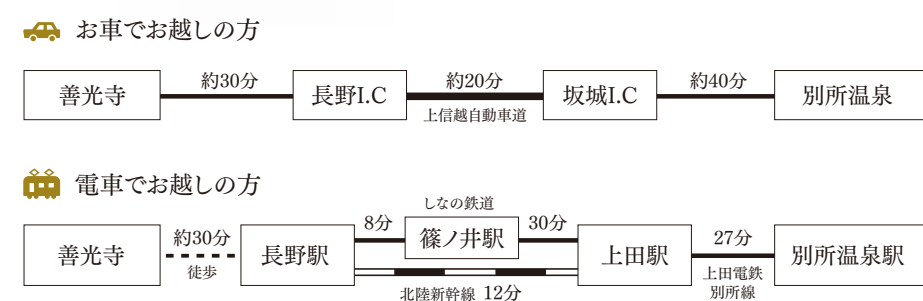 お車でお越しの方
善光寺
約30分
長野I.C
約20分
上信越自動車道
坂城I.C
約40分
別所温泉
電車でお越しの方
善光寺
約30分
徒歩
長野駅
8分
しなの鉄道
篠ノ井駅
30分
北陸新幹線 12分
上田駅
27分
上田電鉄
別所線
別所温泉駅